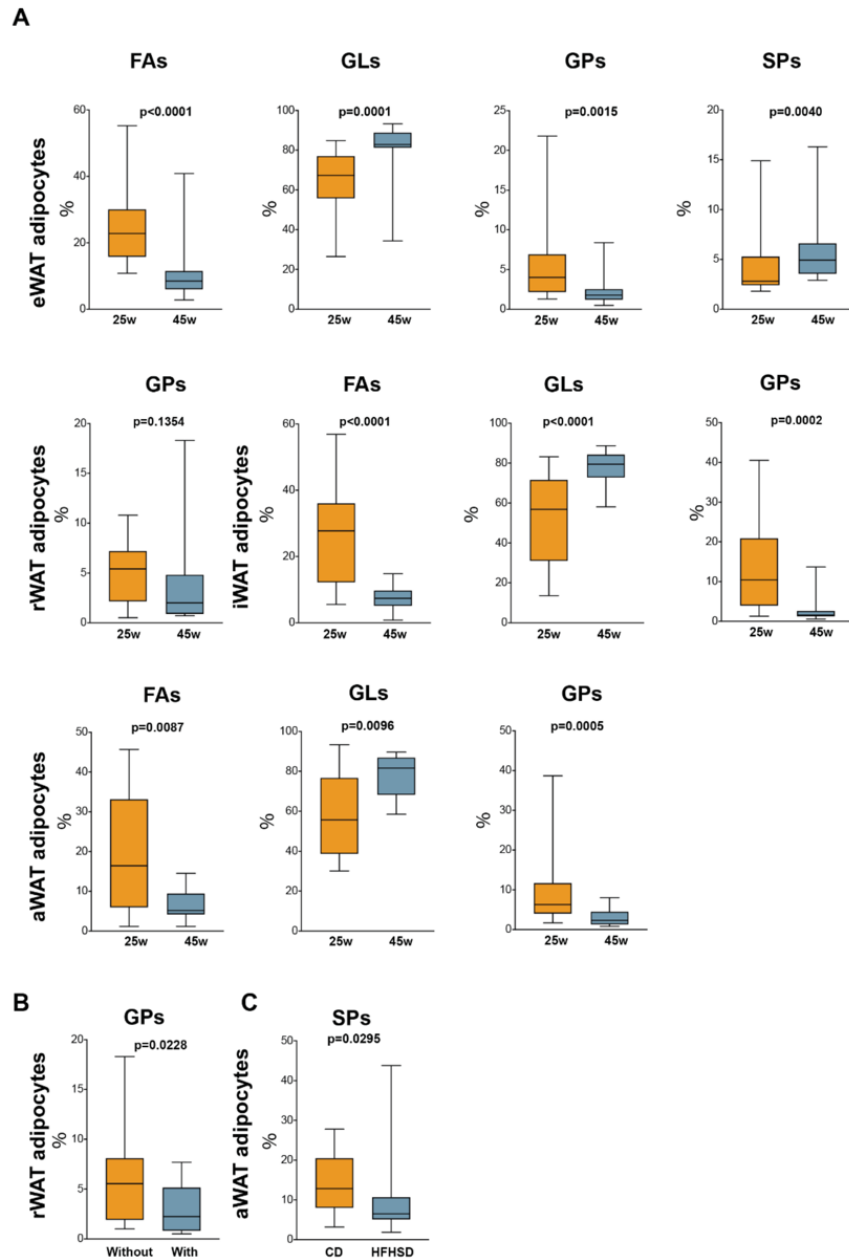 A
FAs GLs GPs SPs
eWAT adipocytes
%
60
40
20
0
p<0.0001
25w 45w
%
100
80
60
40
20
0
p=0.0001
25w 45w
%
25
20
15
10
5
0
p=0.0015
25w 45w
%
20
15
10
5
0
p=0.0040
25w 45w
GPs FAs GLs GPs
rWAT adipocytes
%
20
15
10
5
0
p=0.1354
25w 45w
iWAT adipocytes
%
60
40
20
0
p<0.0001
25w 45w
%
100
80
60
40
20
0
p<0.0001
25w 45w
%
50
40
30
20
10
0
p=0.0002
25w 45w
FAs GLs GPs
aWAT adipocytes
%
50
40
30
20
10
0
p=0.0087
25w 45w
%
100
80
60
40
20
0
p=0.0096
25w 45w
%
50
40
30
20
10
0
p=0.0005
25w 45w
B
GPs
rWAT adipocytes
%
20
15
10
5
0
p=0.0228
Without With
C
SPs
aWAT adipocytes
%
50
40
30
20
10
0
p=0.0295
CD HFHSD